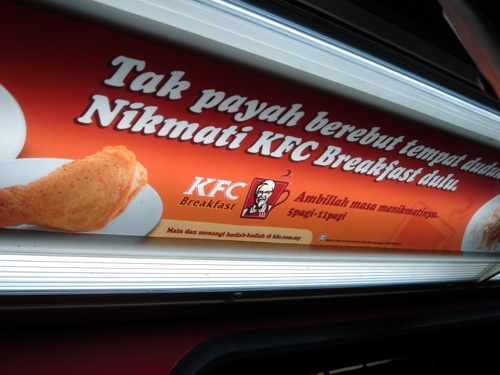 Tak payah berebut tempat duduk
Nikmati KFC Breakfast dulu.
KFC
Breakfast
Ambillah masa menikmatinya.
5pagi-11pagi
Main dan menangi hadiah-hadiah di kfc.com.my